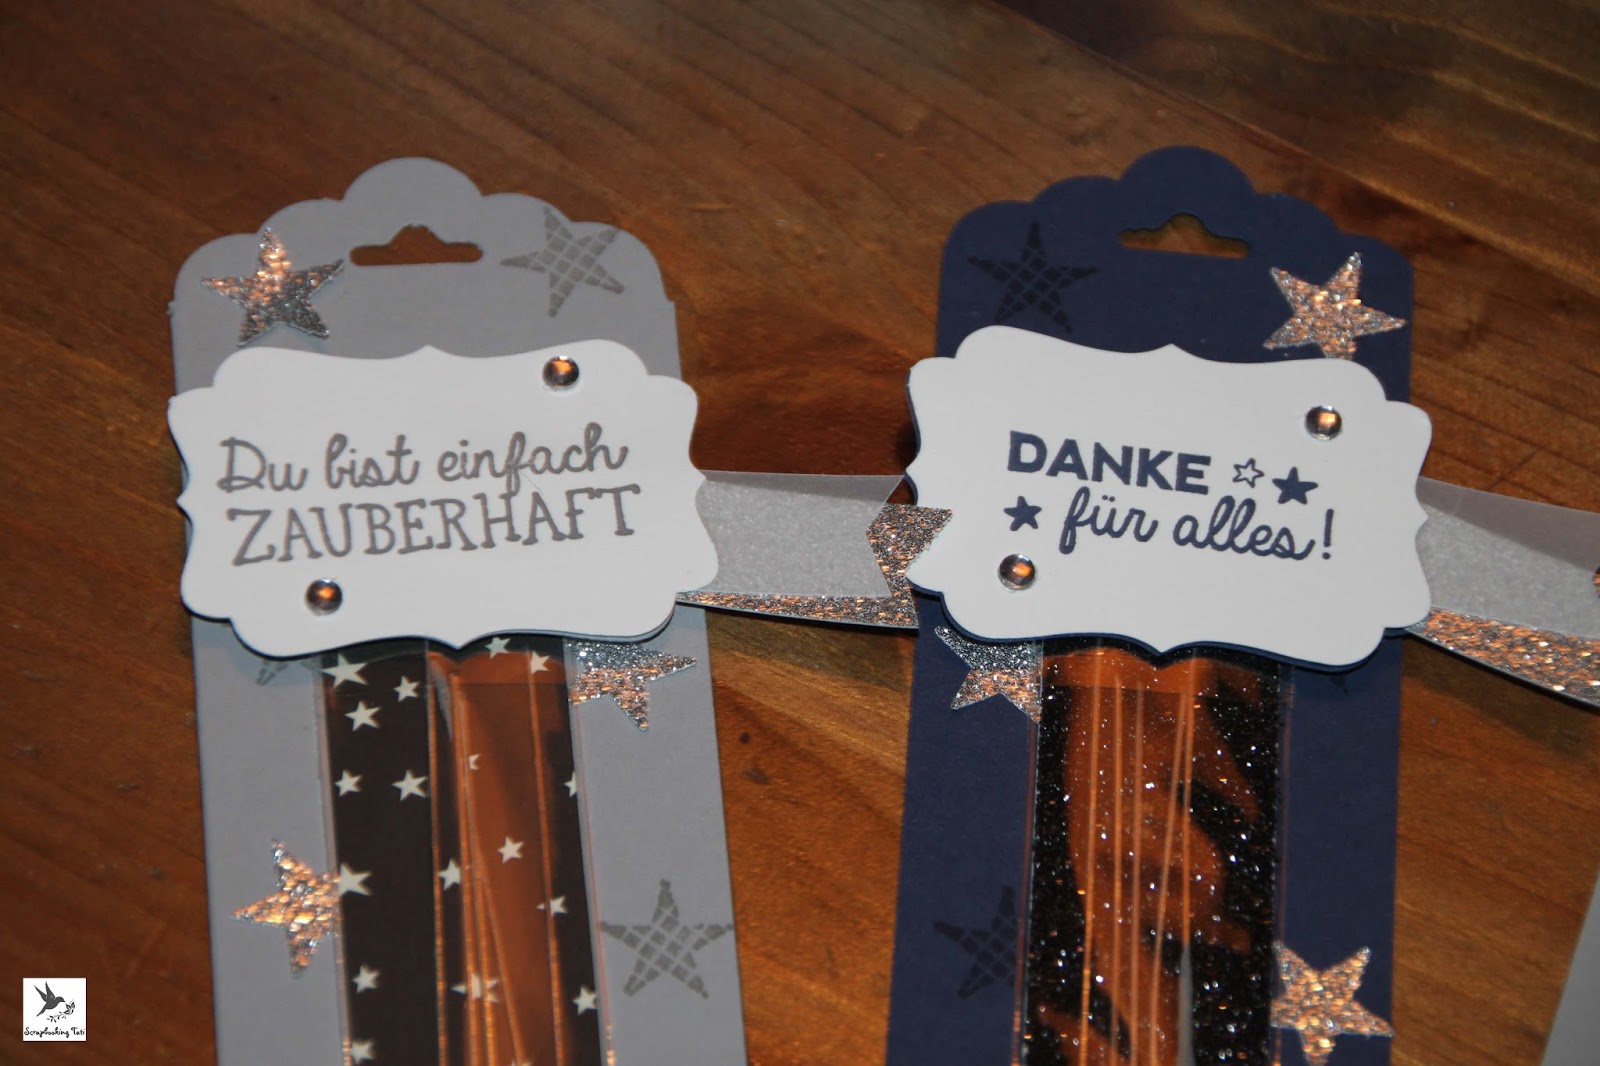 Du bist einfach
ZAUBERHAFT
DANKE
für alles!
Scrapbooking Tati